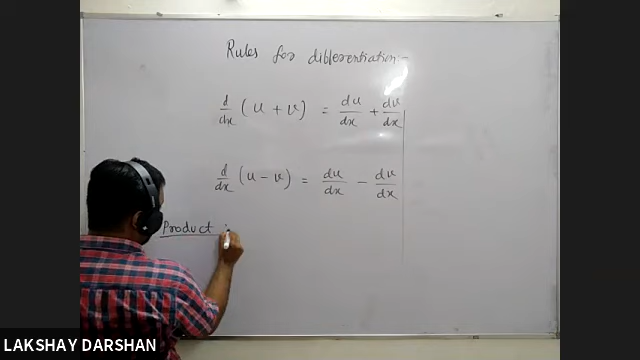 Rules for differentiation:-
d/dx (u + v) = du/dx + dv/dx
d/dx (u - v) = du/dx - dv/dx
Product
LAKSHAY DARSHAN